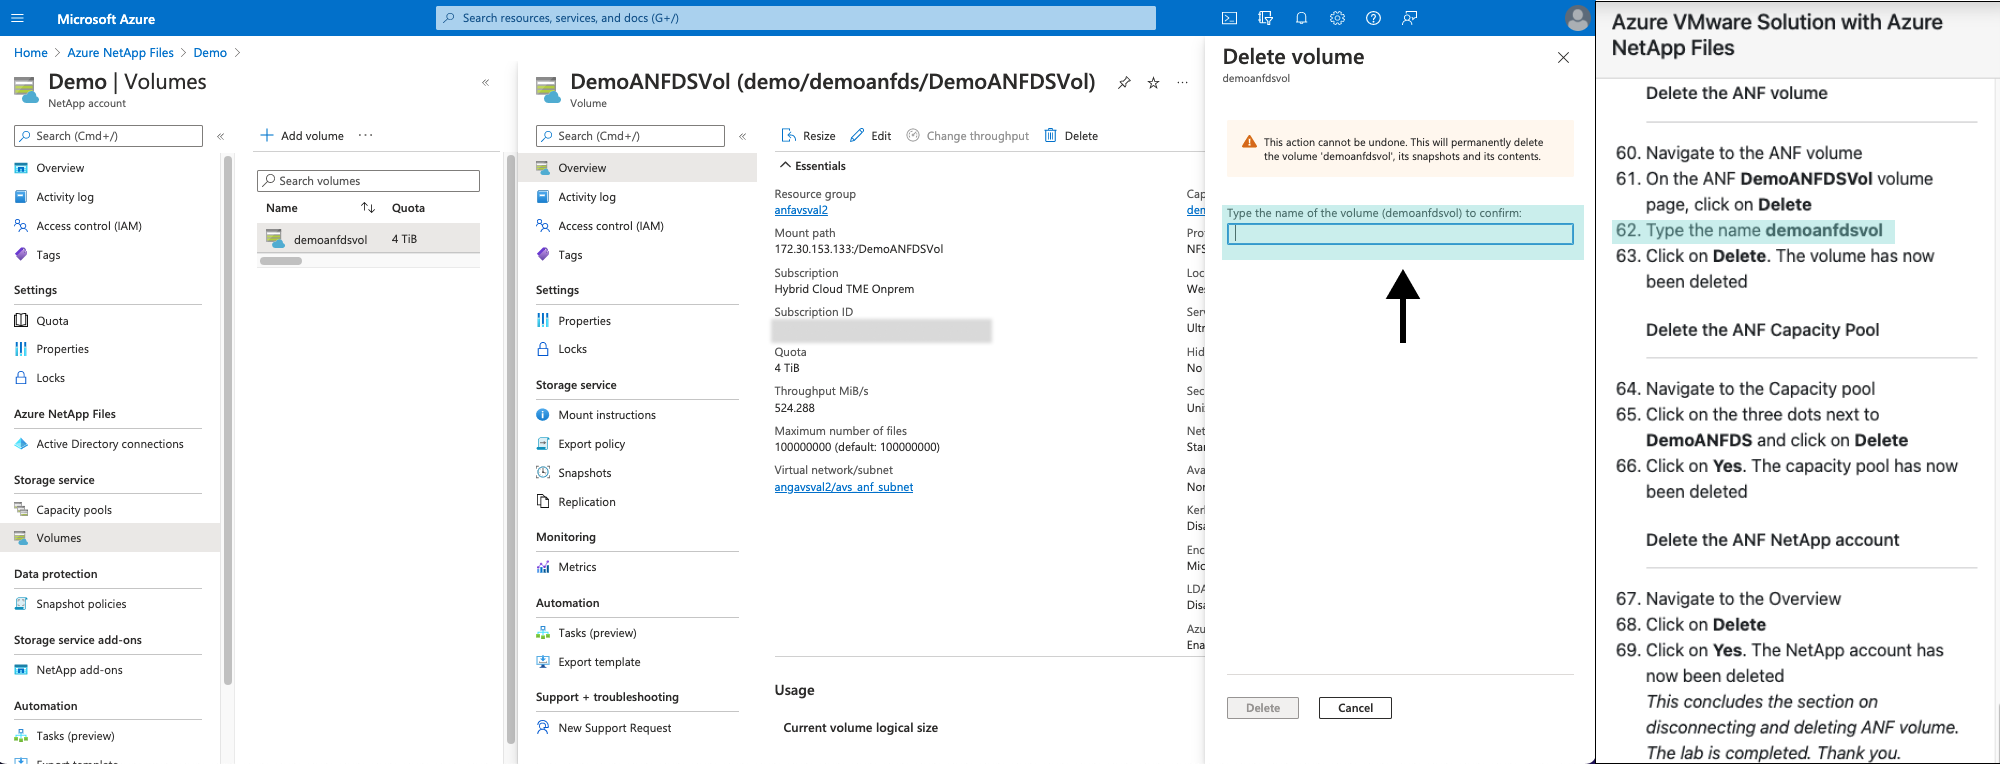 Microsoft Azure
Search resources, services, and docs (G+/)
Home > Azure NetApp Files > Demo >
Demo | Volumes
NetApp account
Search (Cmd+/)
Overview
Activity log
Access control (IAM)
Tags
Settings
Quota
Properties
Locks
Azure NetApp Files
Active Directory connections
Storage service
Capacity pools
Volumes
Data protection
Snapshot policies
Storage service add-ons
NetApp add-ons
Automation
Tasks (preview)
Export template
Add volume
Search volumes
Name Quota
demoanfdsvol 4 TiB
DemoANFDSVol (demo/demoanfds/DemoANFDSVol)
Volume
Search (Cmd+/)
Overview
Activity log
Access control (IAM)
Tags
Settings
Properties
Locks
Storage service
Mount instructions
Export policy
Snapshots
Replication
Monitoring
Metrics
Automation
Tasks (preview)
Export template
Support + troubleshooting
New Support Request
Resize Edit Change throughput Delete
Essentials
Resource group
anfavsval2
Mount path
172.30.153.133:/DemoANFDSVol
Subscription
Hybrid Cloud TME Onprem
Subscription ID
Quota
4 TiB
Throughput MiB/s
524.288
Maximum number of files
100000000 (default: 100000000)
Virtual network/subnet
angavsval2/avs_anf_subnet
Cap
den
Pro
NFS
Loc
Wes
Ser
Ultr
Hid
No
Sec
Uni
Net
Star
Ava
Nor
Ker
Disa
Enc
Mic
LDA
Disa
Azu
Ena
Usage
Current volume logical size
Delete volume
demoanfdsvol
This action cannot be undone. This will permanently delete
the volume 'demoanfdsvol', its snapshots and its contents.
Type the name of the volume (demoanfdsvol) to confirm:
Delete Cancel
Azure VMware Solution with Azure
NetApp Files
Delete the ANF volume
60. Navigate to the ANF volume
61. On the ANF DemoANFDSVol volume
page, click on Delete
62. Type the name demoanfdsvol
63. Click on Delete. The volume has now
been deleted
Delete the ANF Capacity Pool
64. Navigate to the Capacity pool
65. Click on the three dots next to
DemoANFDS and click on Delete
66. Click on Yes. The capacity pool has now
been deleted
Delete the ANF NetApp account
67. Navigate to the Overview
68. Click on Delete
69. Click on Yes. The NetApp account has
now been deleted
This concludes the section on
disconnecting and deleting ANF volume.
The lab is completed. Thank you.